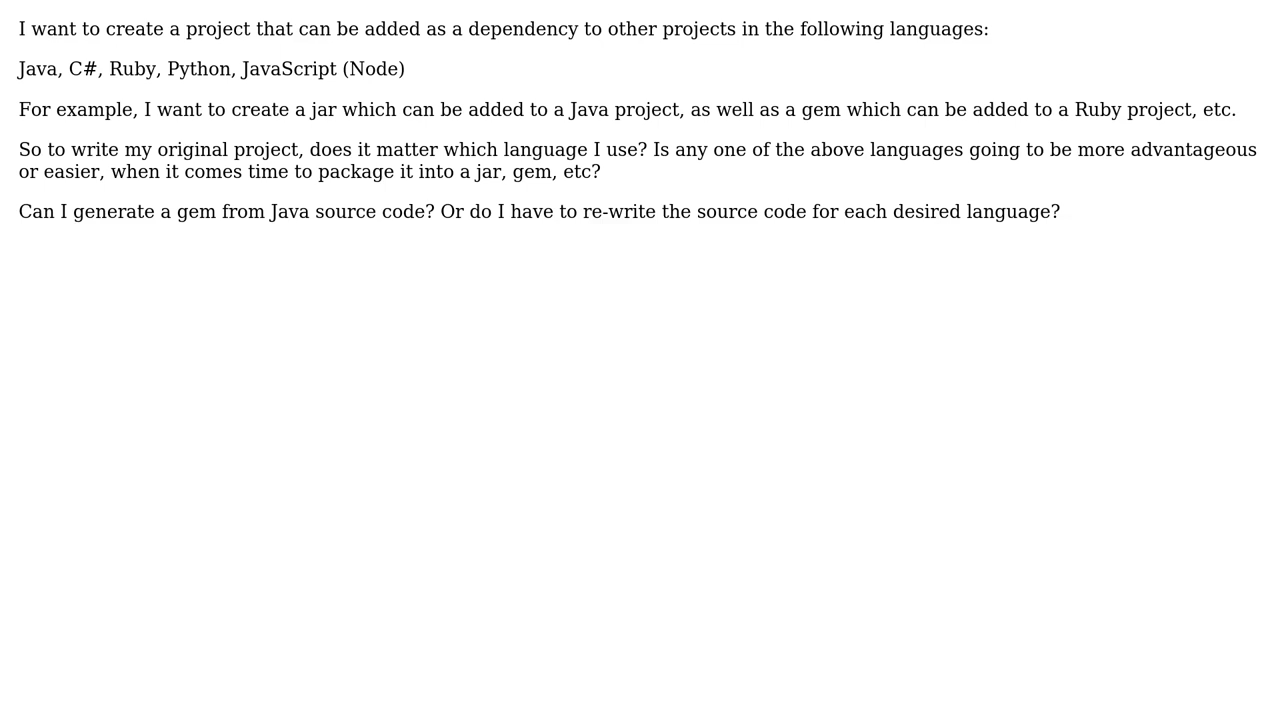 I want to create a project that can be added as a dependency to other projects in the following languages:
Java, C#, Ruby, Python, JavaScript (Node)
For example, I want to create a jar which can be added to a Java project, as well as a gem which can be added to a Ruby project, etc.
So to write my original project, does it matter which language I use? Is any one of the above languages going to be more advantageous
or easier, when it comes time to package it into a jar, gem, etc?
Can I generate a gem from Java source code? Or do I have to re-write the source code for each desired language?